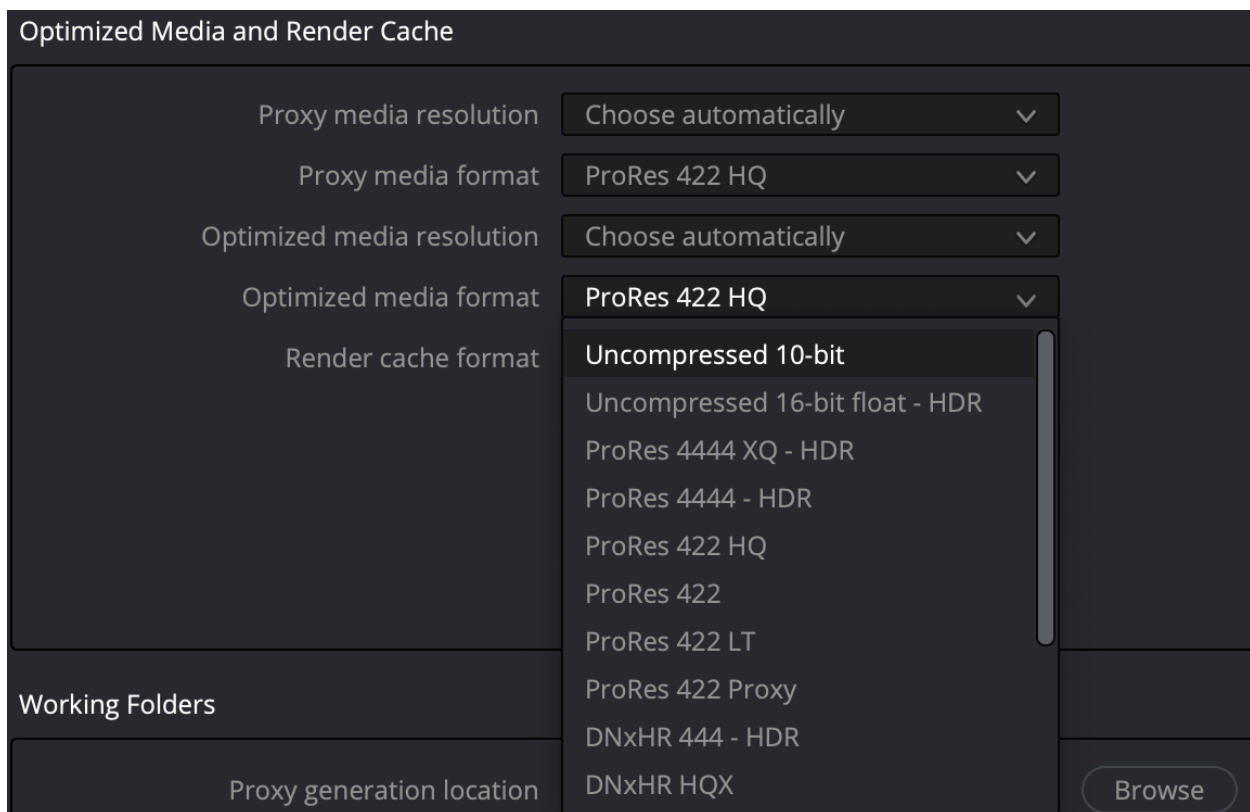 Optimized Media and Render Cache
Proxy media resolution Choose automatically
Proxy media format ProRes 422 HQ
Optimized media resolution Choose automatically
Optimized media format ProRes 422 HQ
Render cache format
Uncompressed 10-bit
Uncompressed 16-bit float - HDR
ProRes 4444 XQ - HDR
ProRes 4444 - HDR
ProRes 422 HQ
ProRes 422
ProRes 422 LT
ProRes 422 Proxy
DNxHR 444 - HDR
DNxHR HQX
Working Folders
Proxy generation location Browse